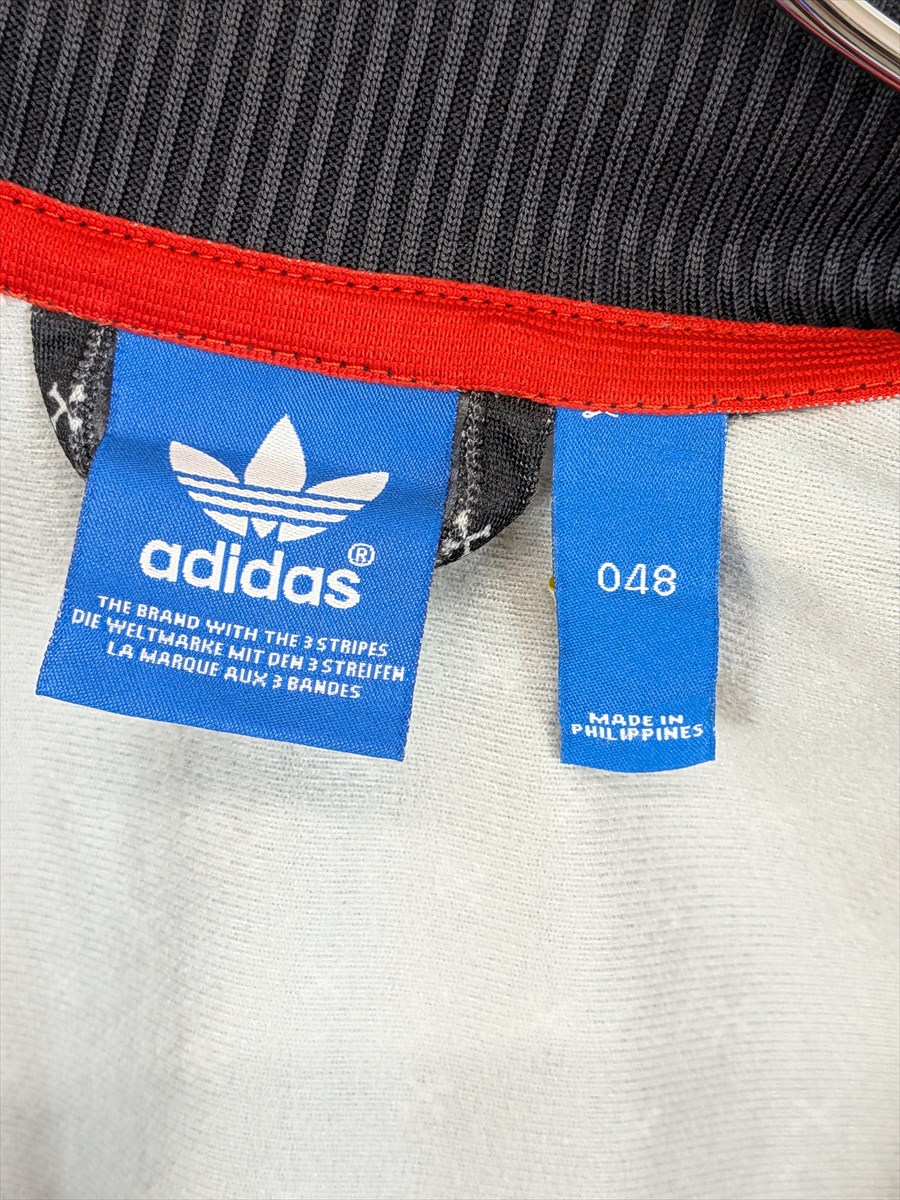 adidas®
THE BRAND WITH THE 3 STRIPES
DIE WELTMARKE MIT DEN 3 STREIFEN
LA MARQUE AUX 3 BANDES
048
MADE IN
PHILIPPINES